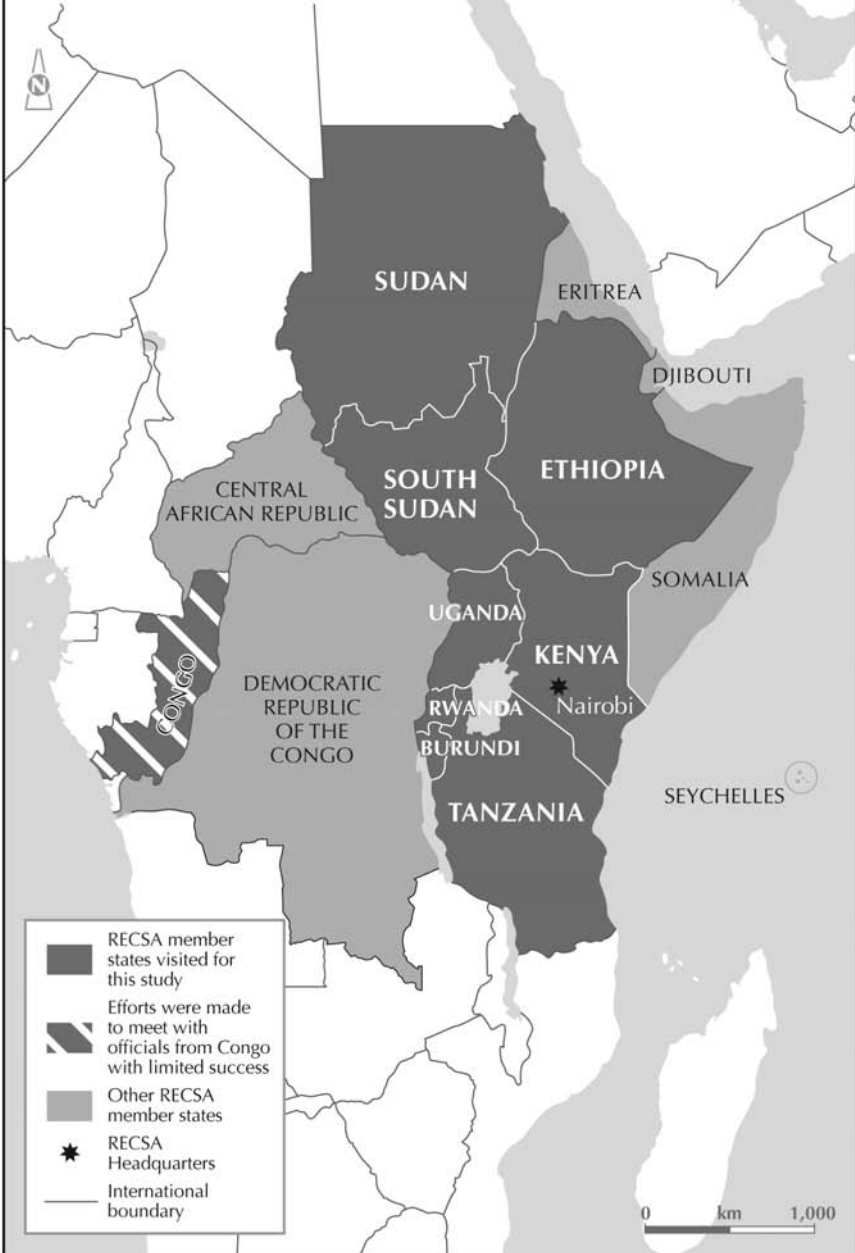 N
SUDAN
ERITREA
DJIBOUTI
SOUTH
SUDAN
ETHIOPIA
CENTRAL
AFRICAN REPUBLIC
SOMALIA
UGANDA
KENYA
Nairobi
CONGO
DEMOCRATIC
REPUBLIC
OF THE
CONGO
RWANDA
BURUNDI
TANZANIA
SEYCHELLES
RECSA member
states visited for
this study
Efforts were made
to meet with
officials from Congo
with limited success
Other RECSA
member states
RECSA
Headquarters
International
boundary
0 km 1,000